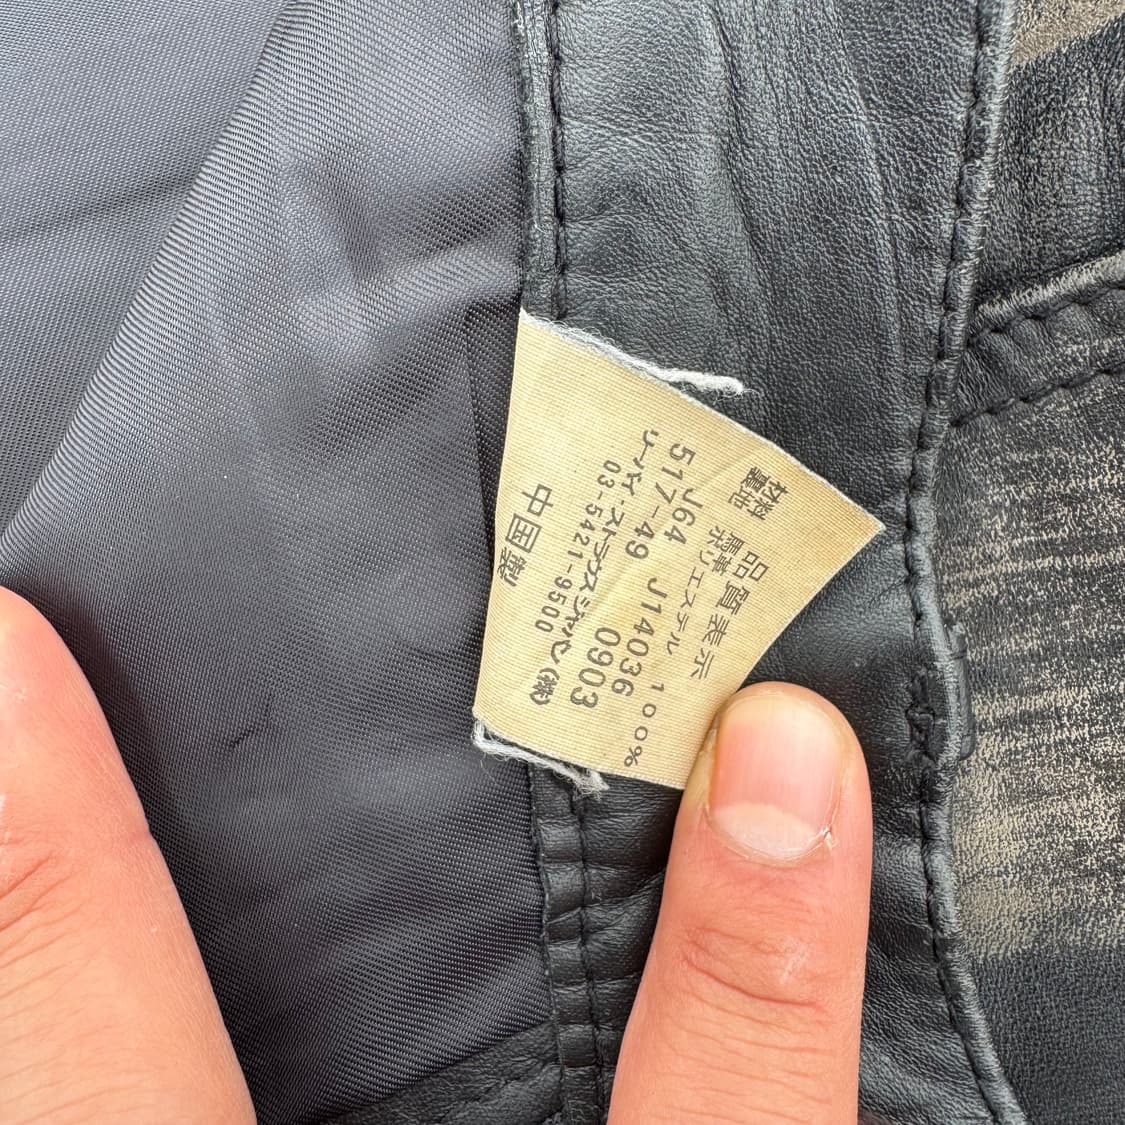 品質表示
材料 馬革
裏地 ポリエステル 100%
J64 J14036
517-49 0903
リーバイ・ストラウスジャパン(株)
03-5421-9500
中国製